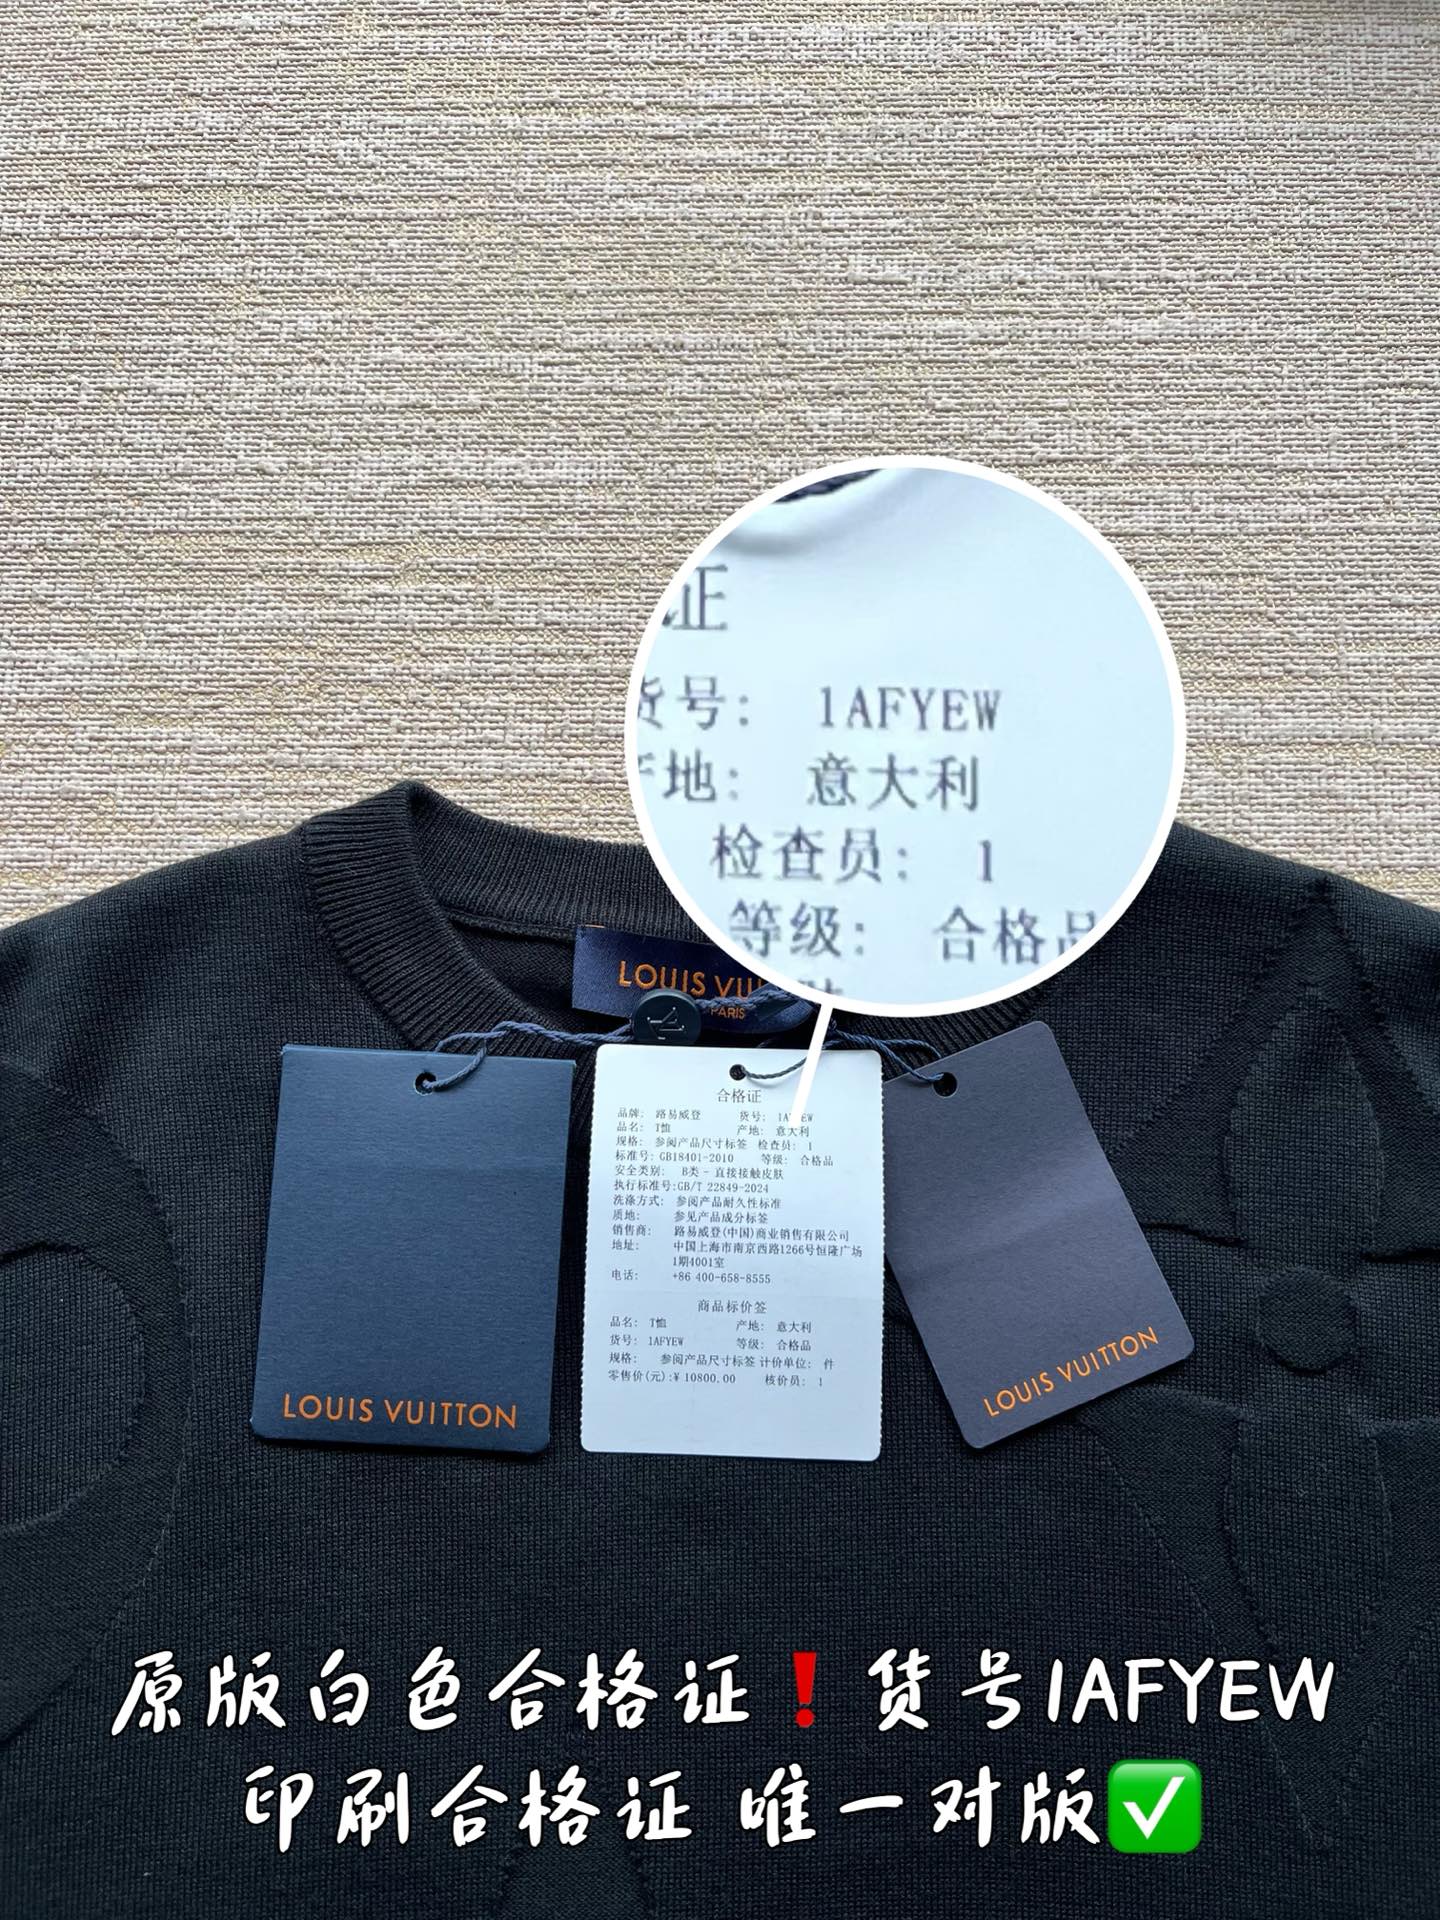 证
货号： 1AFYEW
产地： 意大利
检查员： 1
等级： 合格品
LOUIS VUI
PARIS
合格证
品牌： 路易威登 货号： 1AFYEW
品名： T恤 产地： 意大利
规格： 参阅产品尺寸标签 检查员： 1
标准号：GB18401-2010 等级： 合格品
安全类别： B类 - 直接接触皮肤
执行标准号：GB/T 22849-2024
洗涤方式： 参阅产品耐久性标准
质地： 参见产品成分标签
销售商： 路易威登(中国)商业销售有限公司
地址： 中国上海市南京西路1266号恒隆广场
1期4001室
电话： +86 400-658-8555
商品标价签
品名： T恤 产地： 意大利
货号： 1AFYEW 等级： 合格品
规格： 参阅产品尺寸标签 计价单位： 件
零售价(元)：¥ 10800.00 核价员： 1
LOUIS VUITTON
LOUIS VUITTON
原版白色合格证❗货号1AFYEW
印刷合格证 唯一对版✅